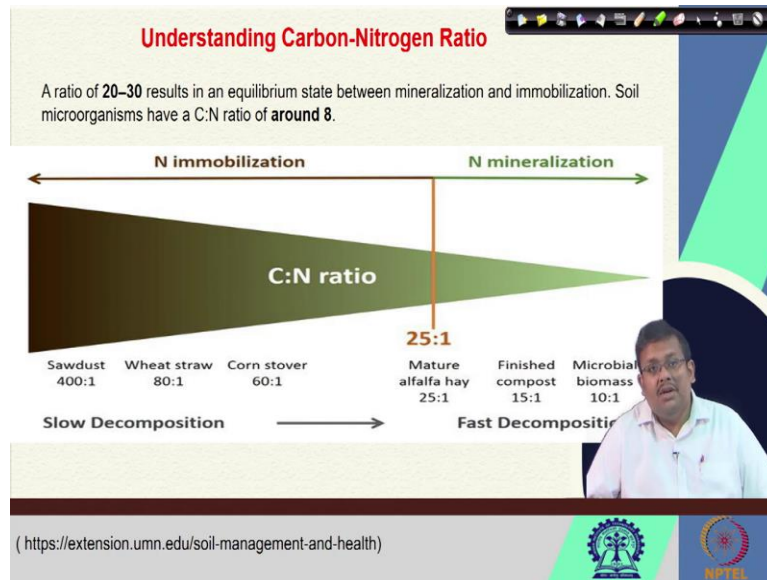 Understanding Carbon-Nitrogen Ratio
A ratio of 20–30 results in an equilibrium state between mineralization and immobilization. Soil
microorganisms have a C:N ratio of around 8.
N immobilization
N mineralization
C:N ratio
25:1
Sawdust
400:1
Wheat straw
80:1
Corn stover
60:1
Mature
alfalfa hay
25:1
Finished
compost
15:1
Microbial
biomass
10:1
Slow Decomposition
Fast Decomposition
( https://extension.umn.edu/soil-management-and-health)
NPTEL